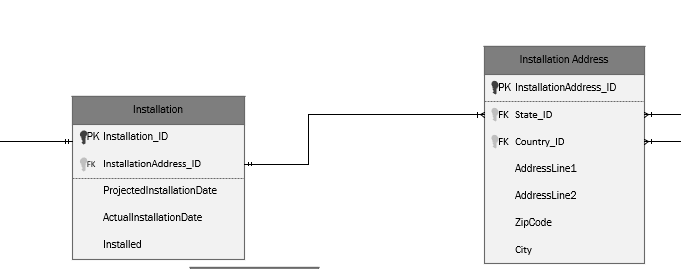 Installation
PK Installation_ID
FK InstallationAddress_ID
ProjectedInstallationDate
ActualInstallationDate
Installed
Installation Address
PK InstallationAddress_ID
FK State_ID
FK Country_ID
AddressLine1
AddressLine2
ZipCode
City